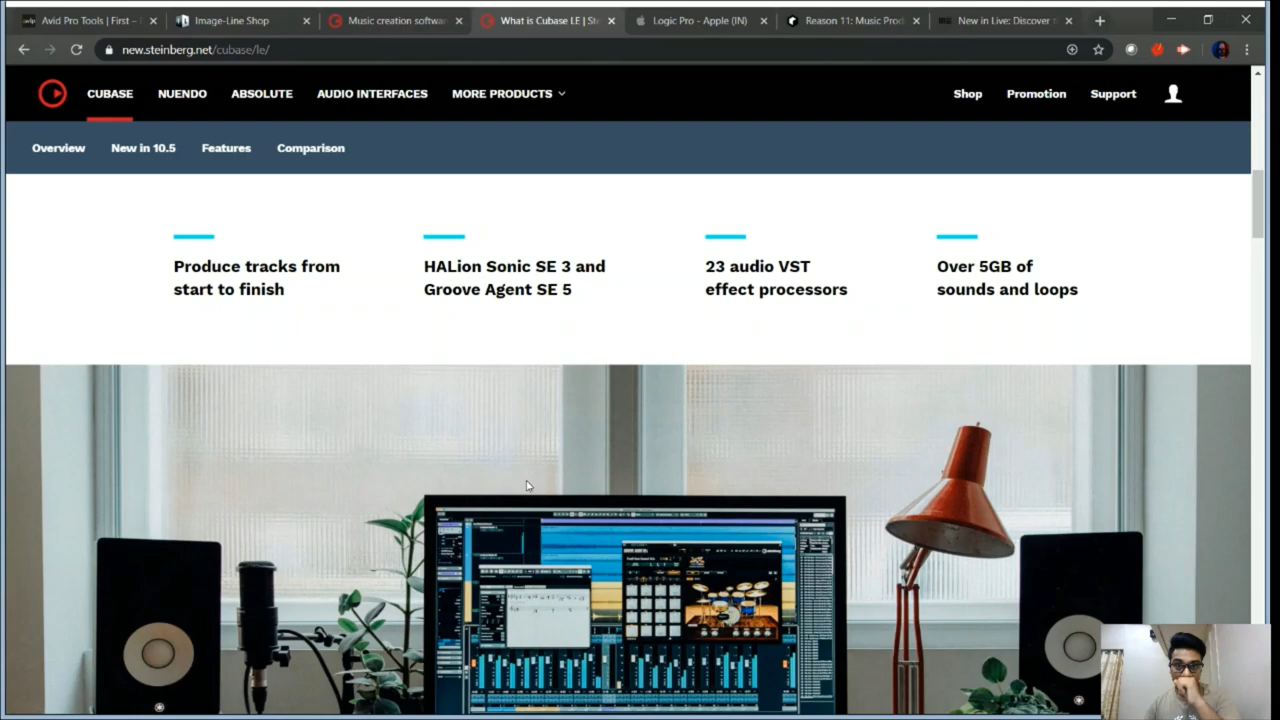 Avid Pro Tools | First –
Image-Line Shop
Music creation softwar
What is Cubase LE | Ste
Logic Pro - Apple (IN)
Reason 11: Music Prod
New in Live: Discover
new.steinberg.net/cubase/le/
CUBASE
NUENDO
ABSOLUTE
AUDIO INTERFACES
MORE PRODUCTS
Shop
Promotion
Support
Overview
New in 10.5
Features
Comparison
Produce tracks from
start to finish
HALion Sonic SE 3 and
Groove Agent SE 5
23 audio VST
effect processors
Over 5GB of
sounds and loops